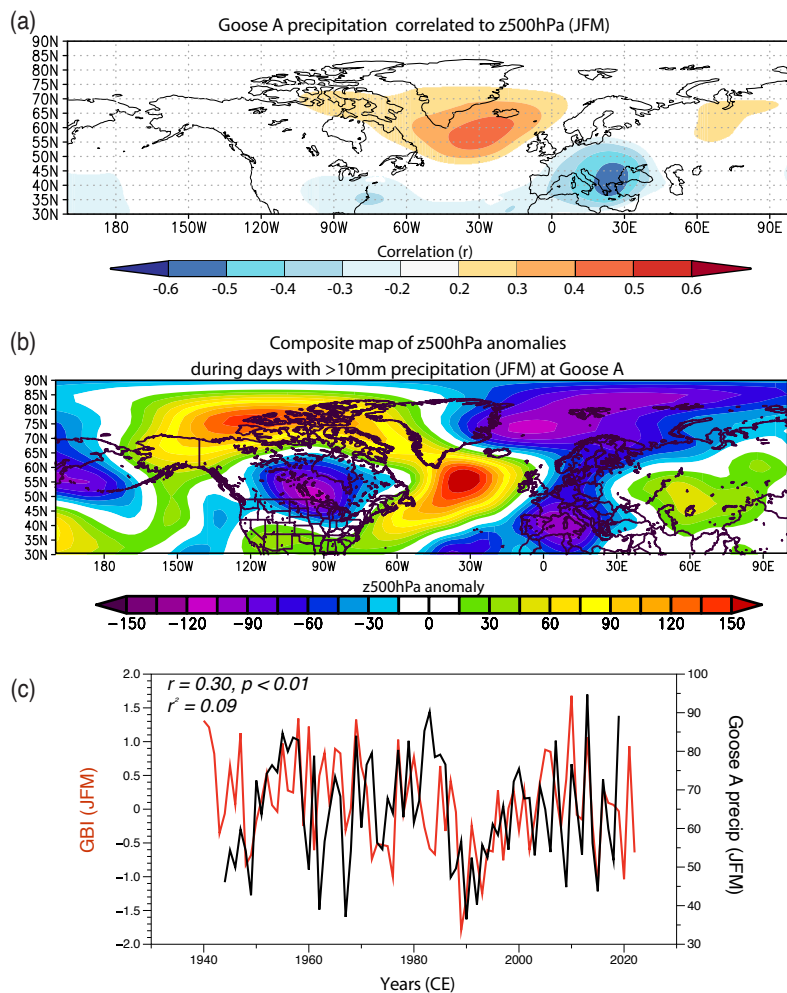 (a)
Goose A precipitation correlated to z500hPa (JFM)
90N
85N
80N
75N
70N
65N
60N
55N
50N
45N
40N
35N
30N
180 150W 120W 90W 60W 30W 0 30E 60E 90E
Correlation (r)
-0.6 -0.5 -0.4 -0.3 -0.2 0.2 0.3 0.4 0.5 0.6
(b)
Composite map of z500hPa anomalies
during days with >10mm precipitation (JFM) at Goose A
90N
85N
80N
75N
70N
65N
60N
55N
50N
45N
40N
35N
30N
180 150W 120W 90W 60W 30W 0 30E 60E 90E
z500hPa anomaly
-150 -120 -90 -60 -30 0 30 60 90 120 150
(c)
r = 0.30, p < 0.01
r² = 0.09
GBI (JFM)
2.0
1.5
1.0
0.5
0
-0.5
-1.0
-1.5
-2.0
100
90
80
70
60
50
40
30
Goose A precip (JFM)
1940 1960 1980 2000 2020
Years (CE)